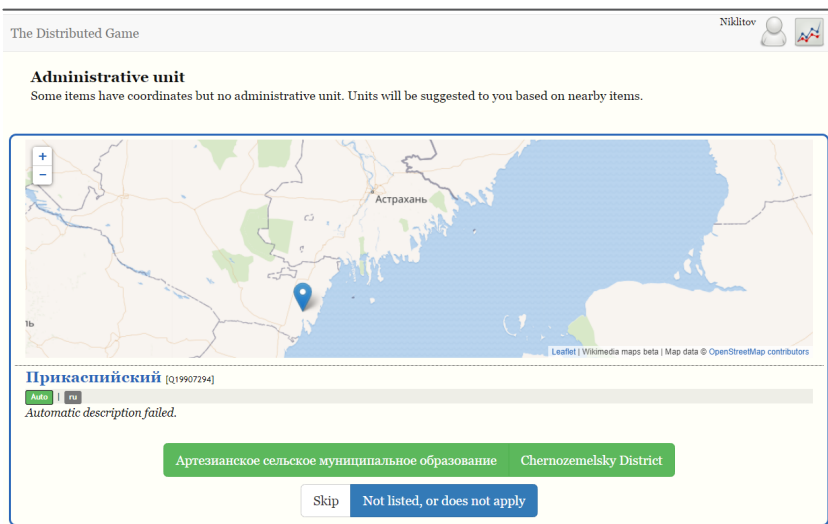 Niklitov
The Distributed Game
Administrative unit
Some items have coordinates but no administrative unit. Units will be suggested to you based on nearby items.
+
−
Астрахань
Leaflet | Wikimedia maps beta | Map data © OpenStreetMap contributors
Прикаспийский [Q19907294]
Auto | ru
Automatic description failed.
Артезианское сельское муниципальное образование Chernozemelsky District
Skip Not listed, or does not apply